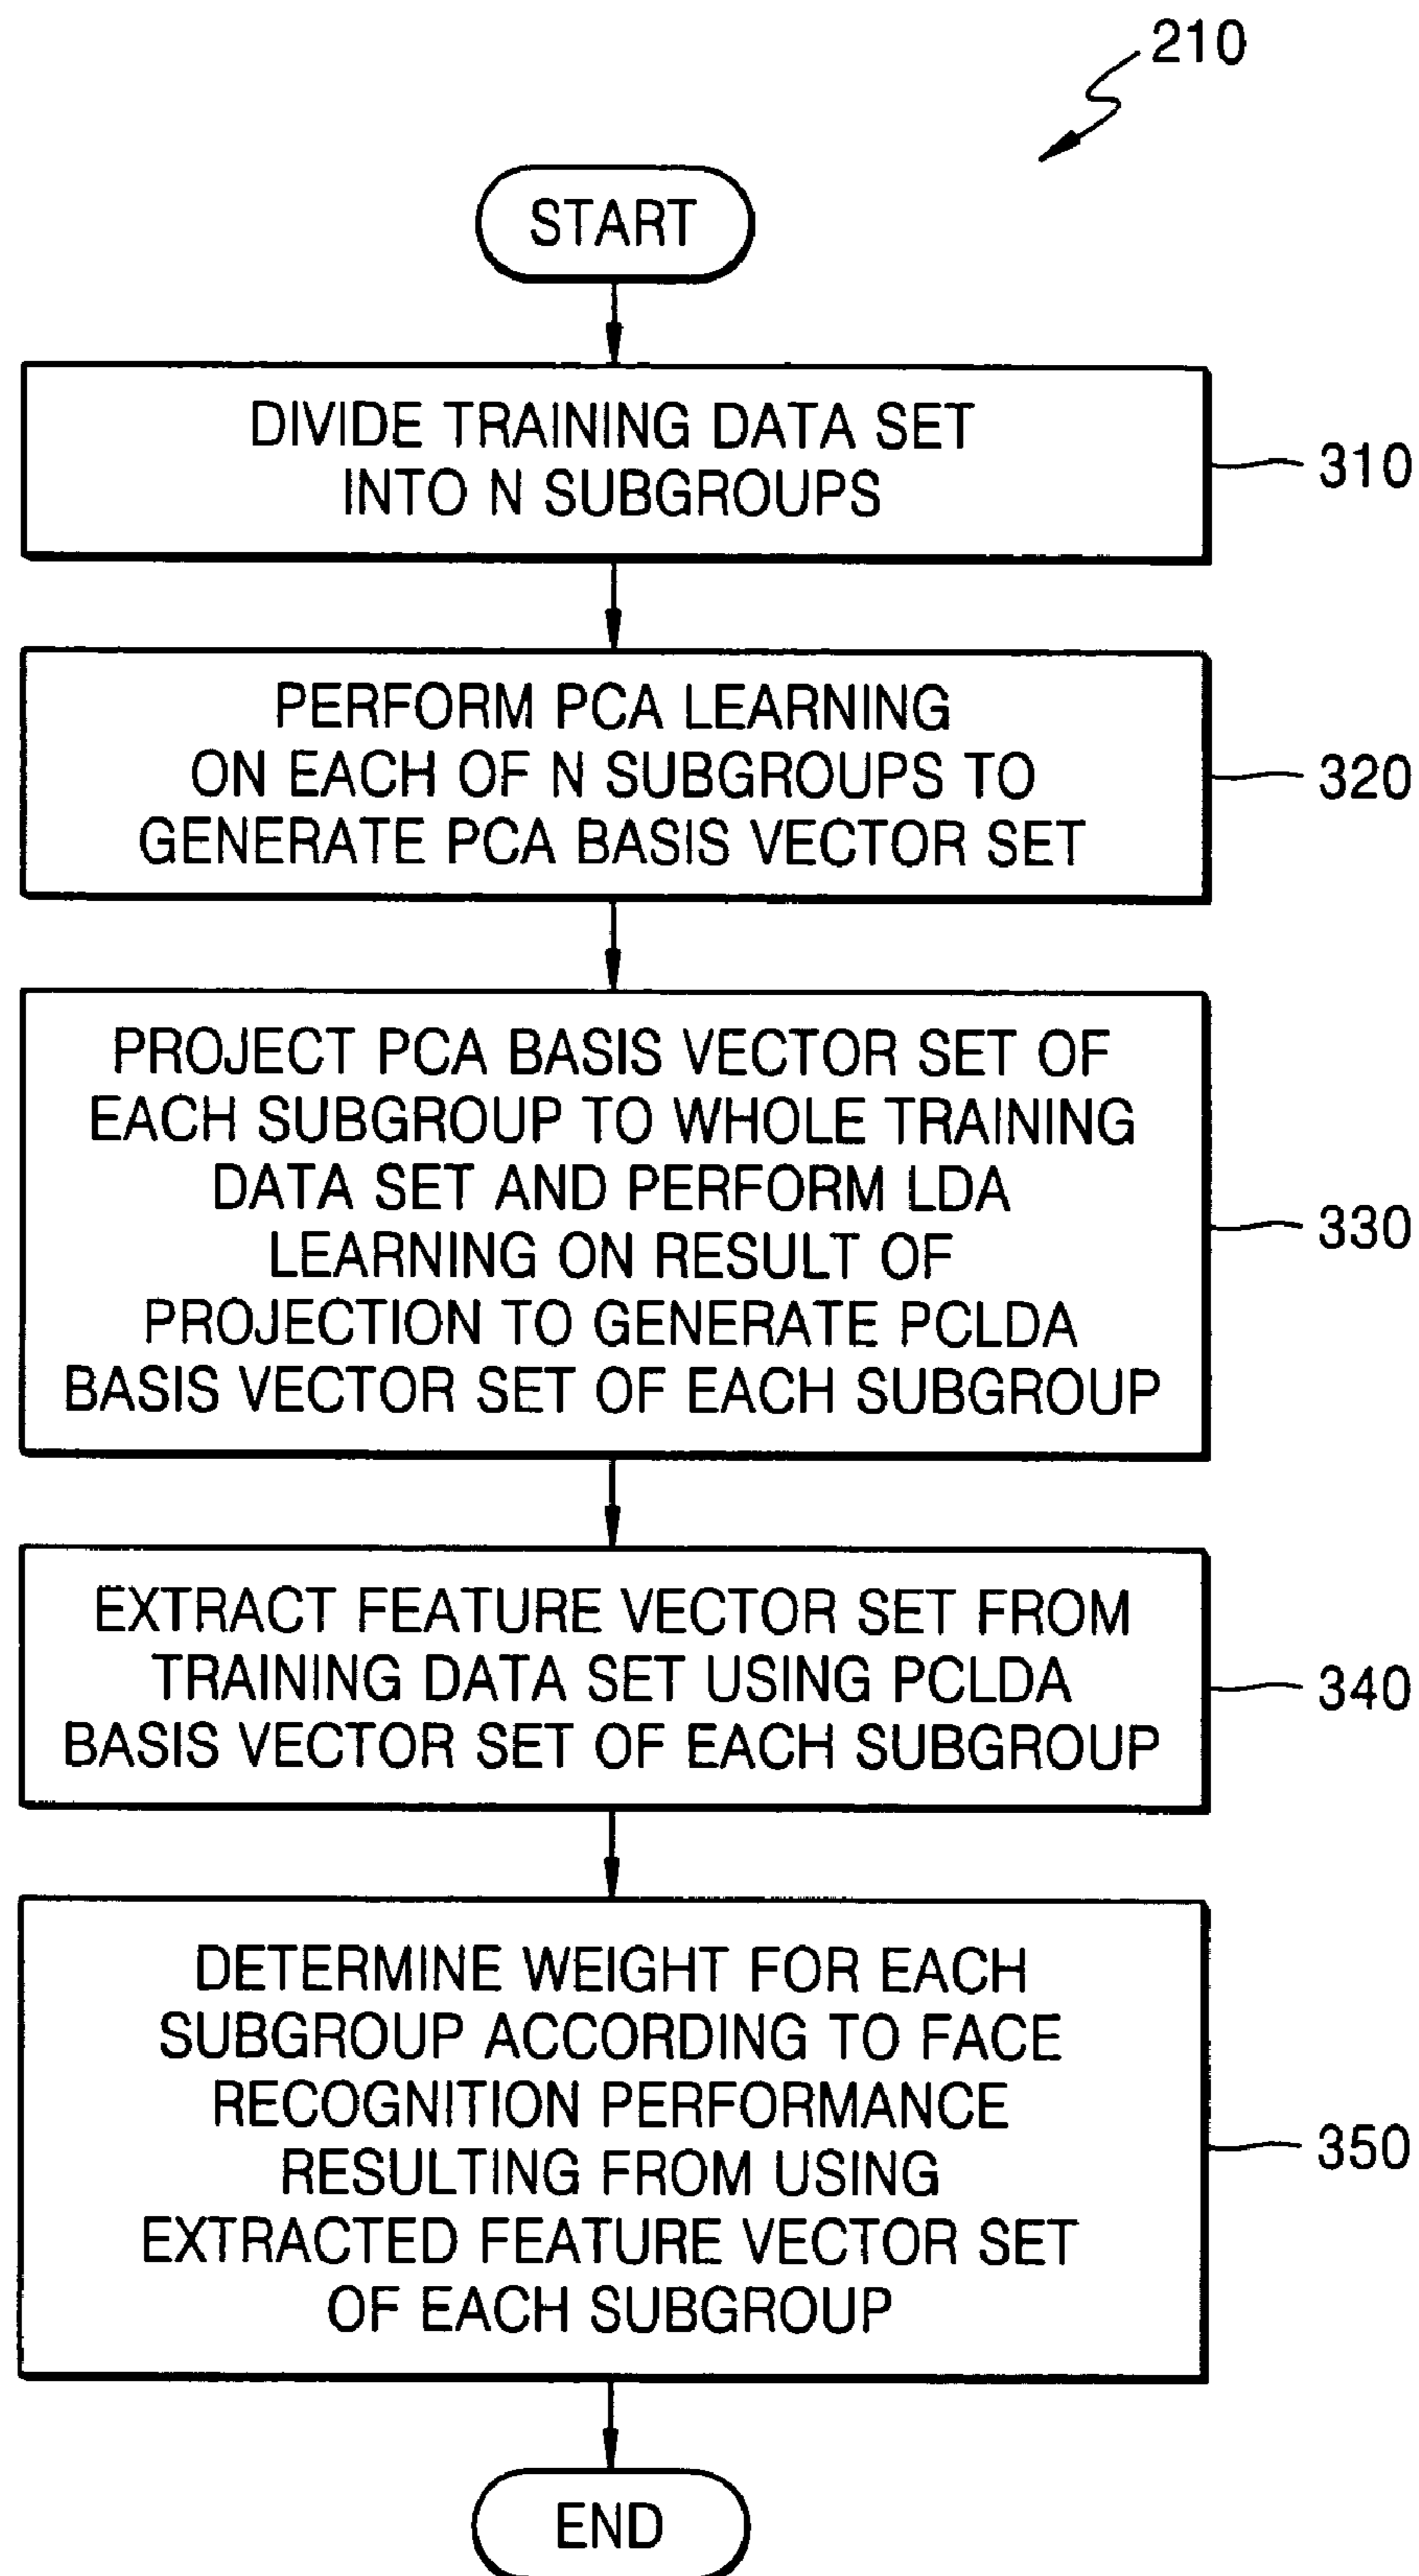 210
START
DIVIDE TRAINING DATA SET
INTO N SUBGROUPS
310
PERFORM PCA LEARNING
ON EACH OF N SUBGROUPS TO
GENERATE PCA BASIS VECTOR SET
320
PROJECT PCA BASIS VECTOR SET OF
EACH SUBGROUP TO WHOLE TRAINING
DATA SET AND PERFORM LDA
LEARNING ON RESULT OF
PROJECTION TO GENERATE PCLDA
BASIS VECTOR SET OF EACH SUBGROUP
330
EXTRACT FEATURE VECTOR SET FROM
TRAINING DATA SET USING PCLDA
BASIS VECTOR SET OF EACH SUBGROUP
340
DETERMINE WEIGHT FOR EACH
SUBGROUP ACCORDING TO FACE
RECOGNITION PERFORMANCE
RESULTING FROM USING
EXTRACTED FEATURE VECTOR SET
OF EACH SUBGROUP
350
END